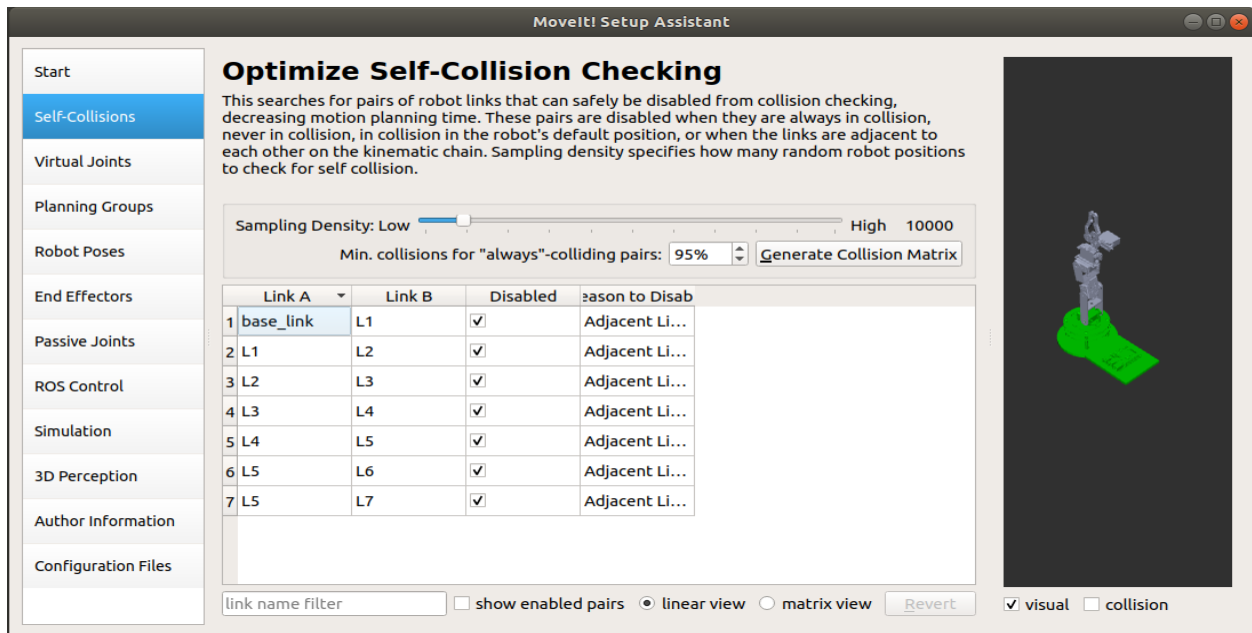 MoveIt! Setup Assistant
Start
Self-Collisions
Virtual Joints
Planning Groups
Robot Poses
End Effectors
Passive Joints
ROS Control
Simulation
3D Perception
Author Information
Configuration Files
Optimize Self-Collision Checking
This searches for pairs of robot links that can safely be disabled from collision checking,
decreasing motion planning time. These pairs are disabled when they are always in collision,
never in collision, in collision in the robot's default position, or when the links are adjacent to
each other on the kinematic chain. Sampling density specifies how many random robot positions
to check for self collision.
Sampling Density: Low High 10000
Min. collisions for "always"-colliding pairs: 95% Generate Collision Matrix
Link A Link B Disabled eason to Disab
1 base_link L1 Adjacent Li...
2 L1 L2 Adjacent Li...
3 L2 L3 Adjacent Li...
4 L3 L4 Adjacent Li...
5 L4 L5 Adjacent Li...
6 L5 L6 Adjacent Li...
7 L5 L7 Adjacent Li...
link name filter show enabled pairs linear view matrix view Revert
visual collision